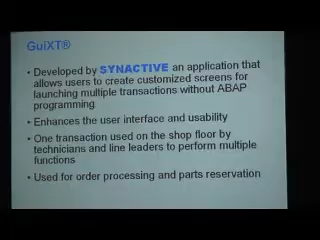 GuiXT®
• Developed by SYNACTIVE an application that
allows users to create customized screens for
launching multiple transactions without ABAP
programming
• Enhances the user interface and usability
• One transaction used on the shop floor by
technicians and line leaders to perform multiple
functions
• Used for order processing and parts reservation